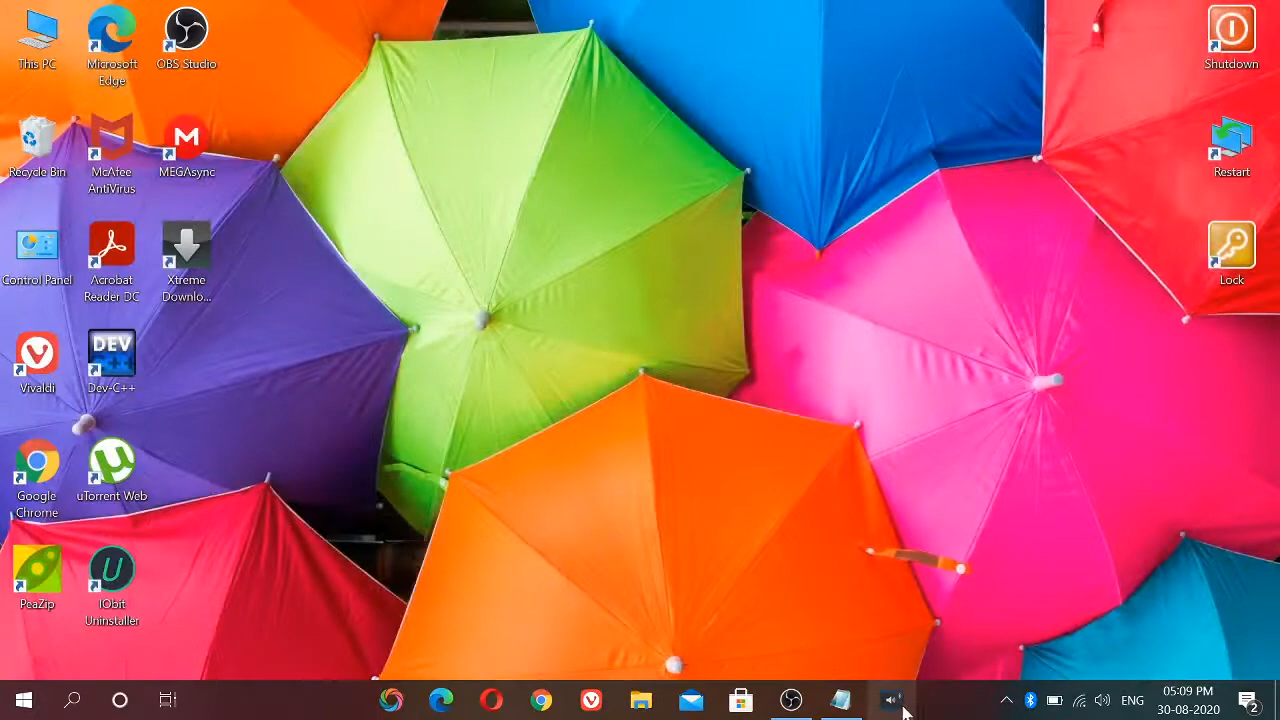 This PC
Microsoft
Edge
OBS Studio
Shutdown
Recycle Bin
McAfee
AntiVirus
M
MEGAsync
Restart
Control Panel
Acrobat
Reader DC
Xtreme
Downlo...
Lock
Vivaldi
DEV
C++
Dev-C++
Google
Chrome
uTorrent Web
PeaZip
U
IObit
Uninstaller
ENG
05:09 PM
30-08-2020
2